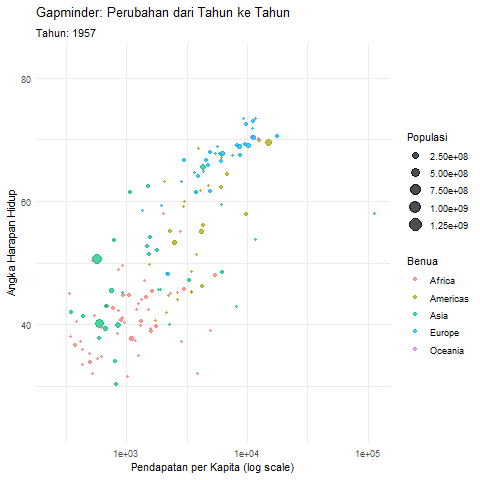 Gapminder: Perubahan dari Tahun ke Tahun
Tahun: 1957
80
60
40
Angka Harapan Hidup
1e+03
1e+04
1e+05
Pendapatan per Kapita (log scale)
Populasi
2.50e+08
5.00e+08
7.50e+08
1.00e+09
1.25e+09
Benua
Africa
Americas
Asia
Europe
Oceania